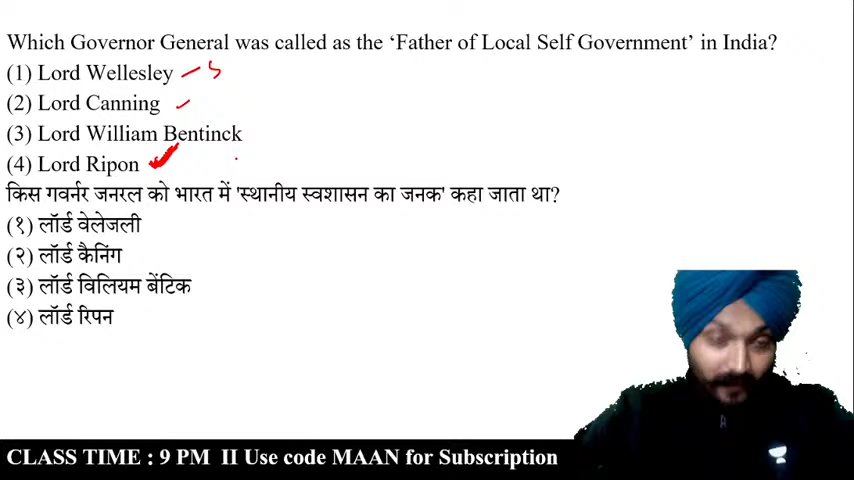 Which Governor General was called as the ‘Father of Local Self Government’ in India?
(1) Lord Wellesley
(2) Lord Canning
(3) Lord William Bentinck
(4) Lord Ripon
किस गवर्नर जनरल को भारत में 'स्थानीय स्वशासन का जनक' कहा जाता था?
(१) लॉर्ड वेलेजली
(२) लॉर्ड कैनिंग
(३) लॉर्ड विलियम बेंटिक
(४) लॉर्ड रिपन
CLASS TIME : 9 PM II Use code MAAN for Subscription